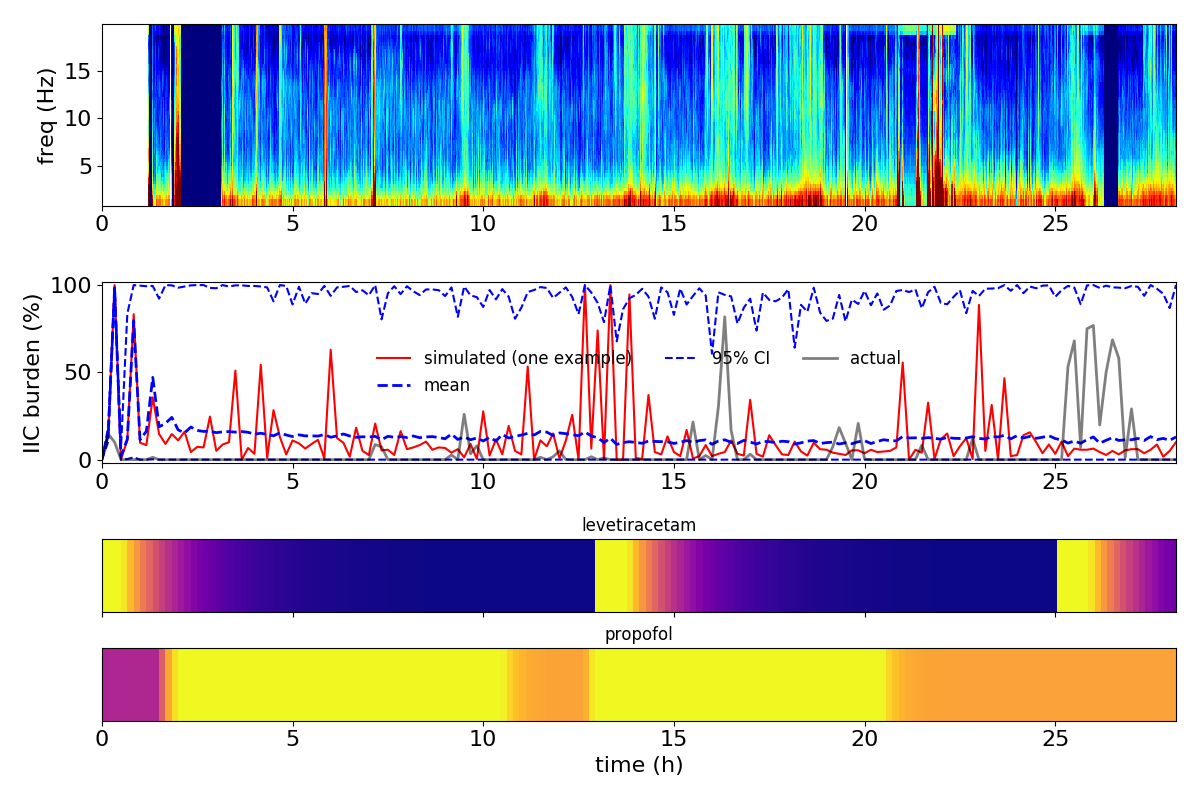 freq (Hz)
15
10
5
0 5 10 15 20 25
IIC burden (%)
100
50
0
simulated (one example) 95% CI actual
mean
0 5 10 15 20 25
levetiracetam
propofol
0 5 10 15 20 25
time (h)